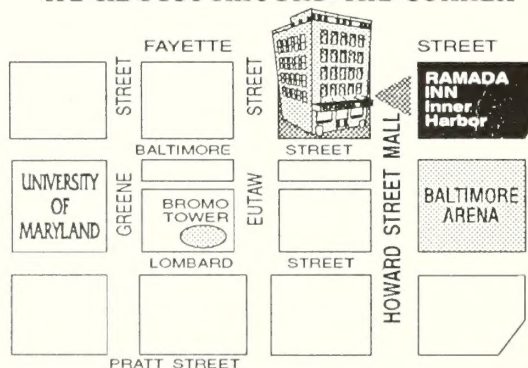 WE'RE JUST AROUND THE CORNER
FAYETTE
STREET
STREET
STREET
RAMADA
INN
Inner
Harbor
BALTIMORE
STREET
UNIVERSITY
OF
MARYLAND
GREENE
BROMO
TOWER
EUTAW
HOWARD STREET MALL
BALTIMORE
ARENA
LOMBARD
STREET
PRATT STREET